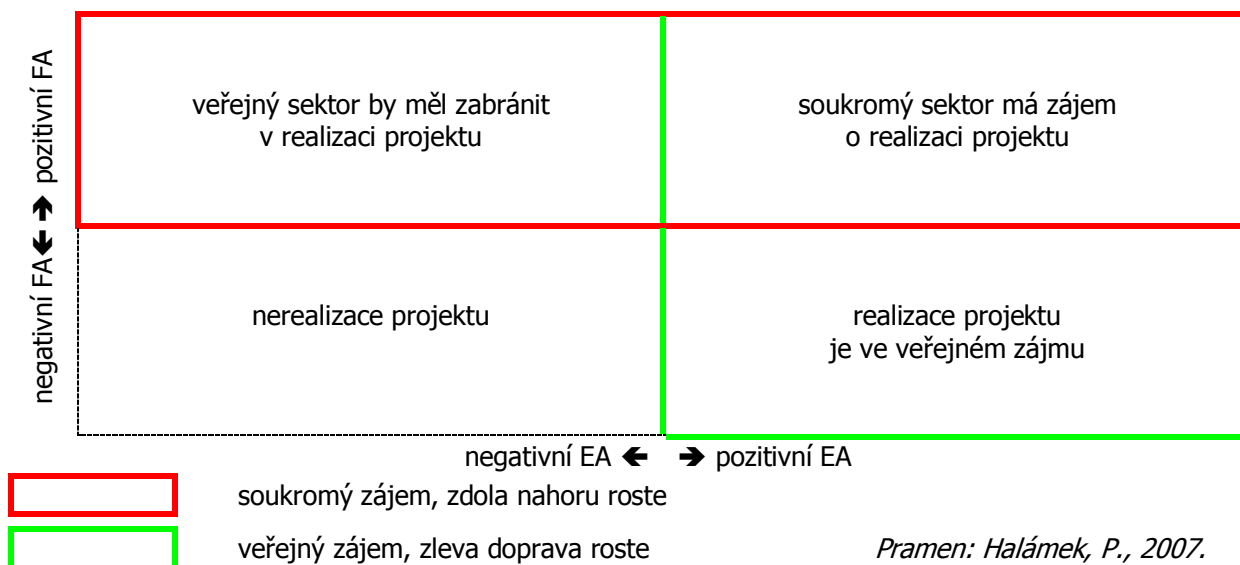 veřejný sektor by měl zabránit
v realizaci projektu
soukromý sektor má zájem
o realizaci projektu
negativní FA🡸 🡺 pozitivní FA
nerealizace projektu
realizace projektu
je ve veřejném zájmu
negativní EA 🡸 🡺 pozitivní EA
soukromý zájem, zdola nahoru roste
veřejný zájem, zleva doprava roste
Pramen: Halámek, P., 2007.